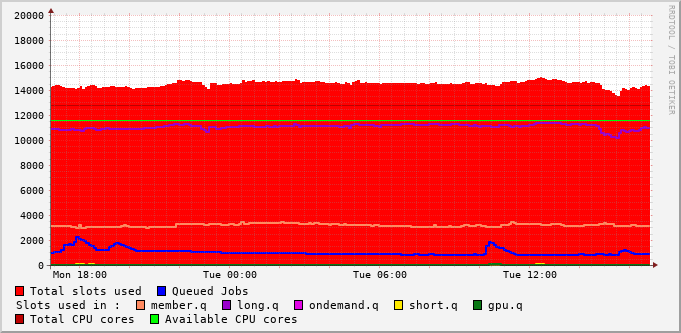 RRDTOOL / TOBI OETIKER
20000
18000
16000
14000
12000
10000
8000
6000
4000
2000
0
Mon 18:00 Tue 00:00 Tue 06:00 Tue 12:00
Total slots used Queued Jobs
Slots used in : member.q long.q ondemand.q short.q gpu.q
Total CPU cores Available CPU cores